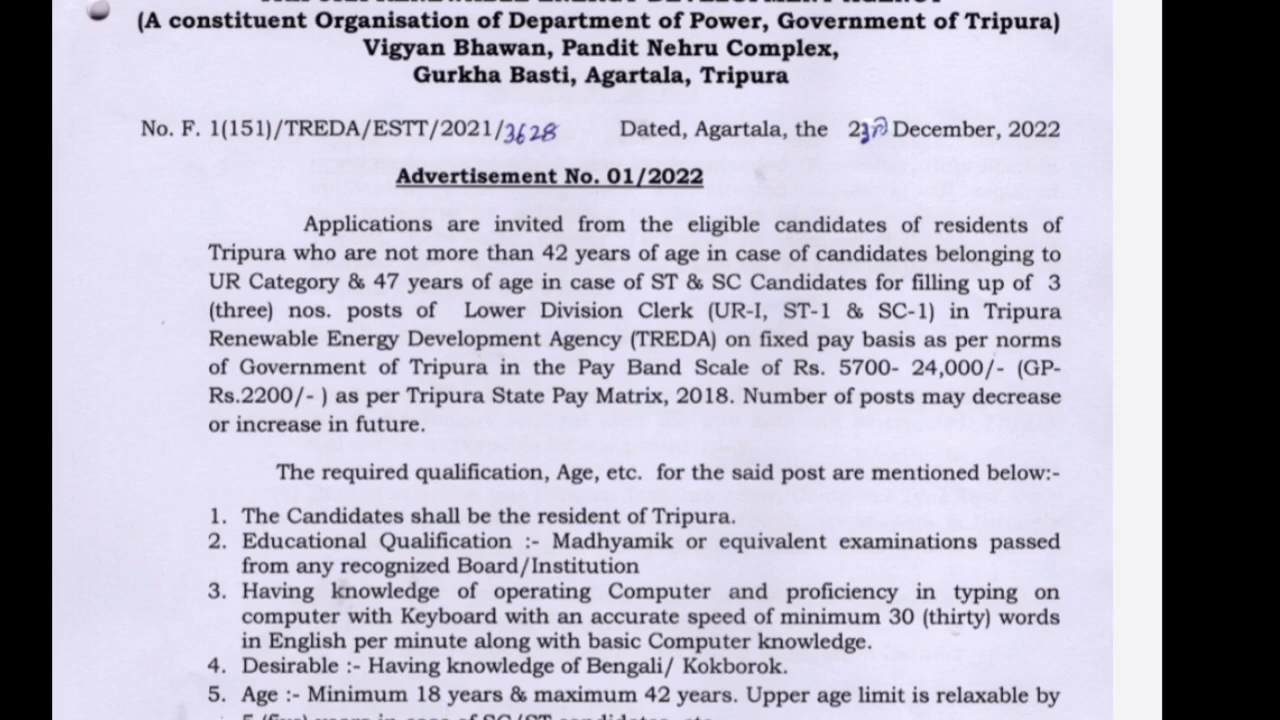 (A constituent Organisation of Department of Power, Government of Tripura)
Vigyan Bhawan, Pandit Nehru Complex,
Gurkha Basti, Agartala, Tripura
No. F. 1(151)/TREDA/ESTT/2021/3628 Dated, Agartala, the 23rd December, 2022
Advertisement No. 01/2022
Applications are invited from the eligible candidates of residents of
Tripura who are not more than 42 years of age in case of candidates belonging to
UR Category & 47 years of age in case of ST & SC Candidates for filling up of 3
(three) nos. posts of Lower Division Clerk (UR-I, ST-1 & SC-1) in Tripura
Renewable Energy Development Agency (TREDA) on fixed pay basis as per norms
of Government of Tripura in the Pay Band Scale of Rs. 5700- 24,000/- (GP-
Rs.2200/- ) as per Tripura State Pay Matrix, 2018. Number of posts may decrease
or increase in future.
The required qualification, Age, etc. for the said post are mentioned below:-
1. The Candidates shall be the resident of Tripura.
2. Educational Qualification :- Madhyamik or equivalent examinations passed
from any recognized Board/Institution
3. Having knowledge of operating Computer and proficiency in typing on
computer with Keyboard with an accurate speed of minimum 30 (thirty) words
in English per minute along with basic Computer knowledge.
4. Desirable :- Having knowledge of Bengali/ Kokborok.
5. Age :- Minimum 18 years & maximum 42 years. Upper age limit is relaxable by